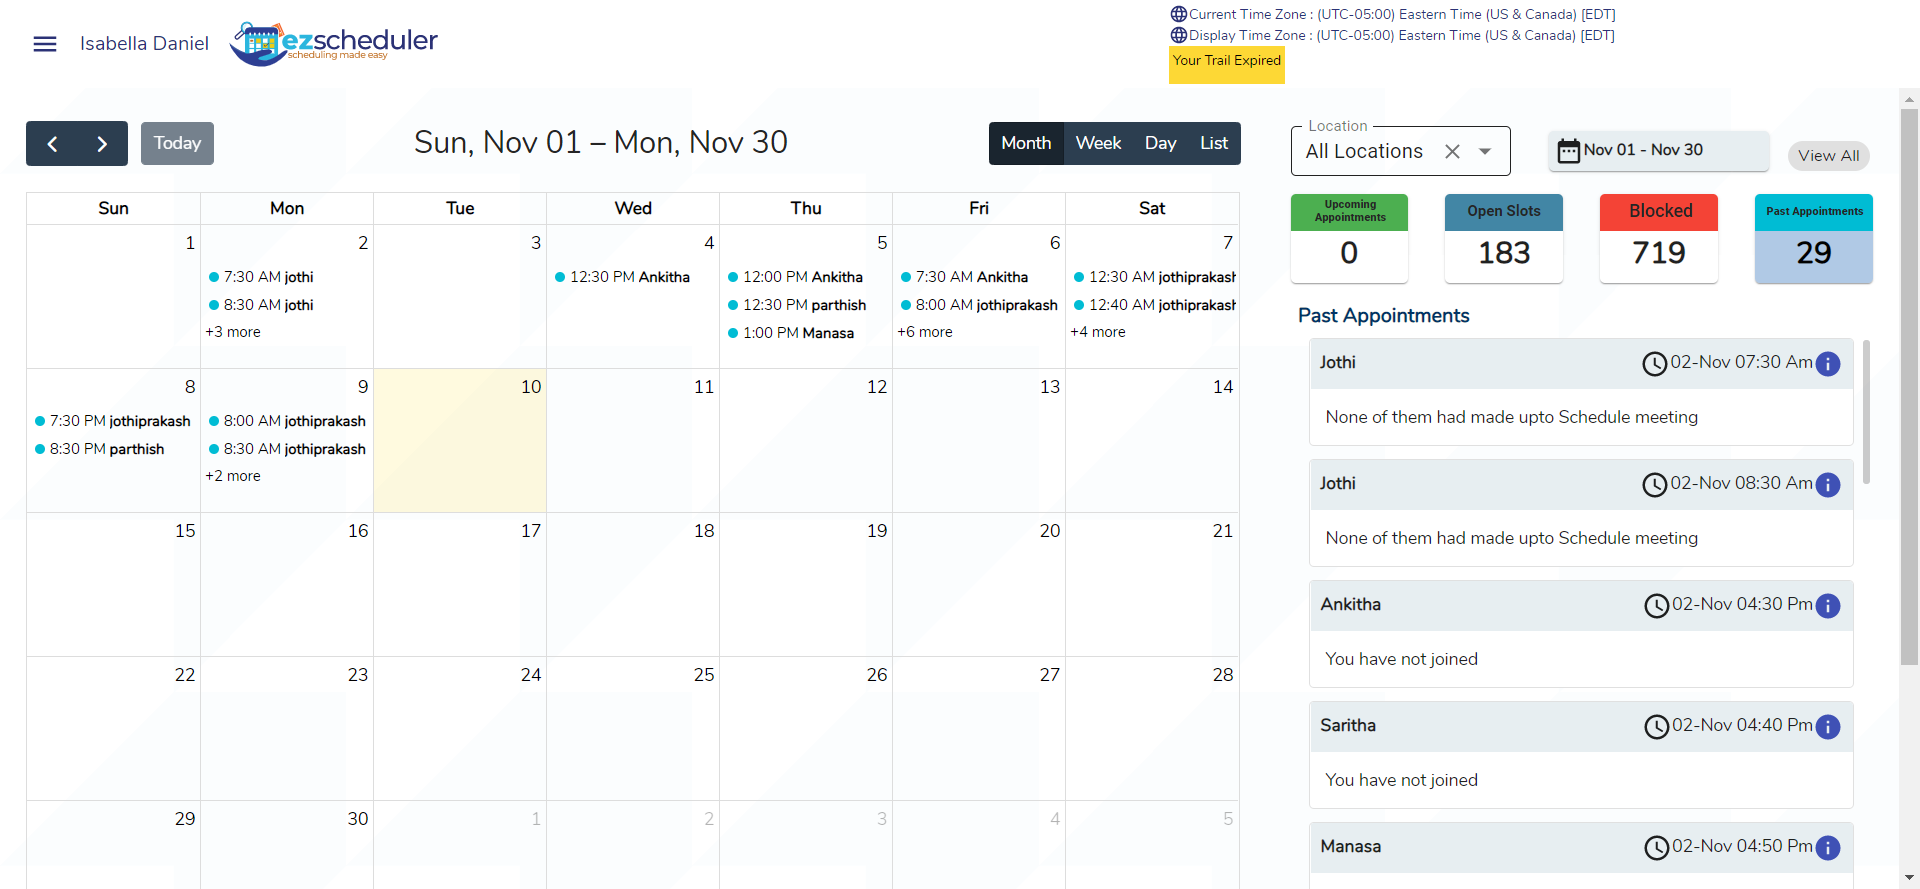 Isabella Daniel
ezscheduler
scheduling made easy
Current Time Zone : (UTC-05:00) Eastern Time (US & Canada) [EDT]
Display Time Zone : (UTC-05:00) Eastern Time (US & Canada) [EDT]
Your Trail Expired
Today
Sun, Nov 01 – Mon, Nov 30
Month Week Day List
Sun Mon Tue Wed Thu Fri Sat
1 2 3 4 5 6 7
7:30 AM jothi
8:30 AM jothi
+3 more
12:30 PM Ankitha
12:00 PM Ankitha
12:30 PM parthish
1:00 PM Manasa
7:30 AM Ankitha
8:00 AM jothiprakash
+6 more
12:30 AM jothiprakash
12:40 AM jothiprakash
+4 more
8 9 10 11 12 13 14
7:30 PM jothiprakash
8:30 PM parthish
8:00 AM jothiprakash
8:30 AM jothiprakash
+2 more
15 16 17 18 19 20 21
22 23 24 25 26 27 28
29 30 1 2 3 4 5
Location
All Locations
Nov 01 - Nov 30
View All
Upcoming
Appointments
0
Open Slots
183
Blocked
719
Past Appointments
29
Past Appointments
Jothi 02-Nov 07:30 Am
None of them had made upto Schedule meeting
Jothi 02-Nov 08:30 Am
None of them had made upto Schedule meeting
Ankitha 02-Nov 04:30 Pm
You have not joined
Saritha 02-Nov 04:40 Pm
You have not joined
Manasa 02-Nov 04:50 Pm